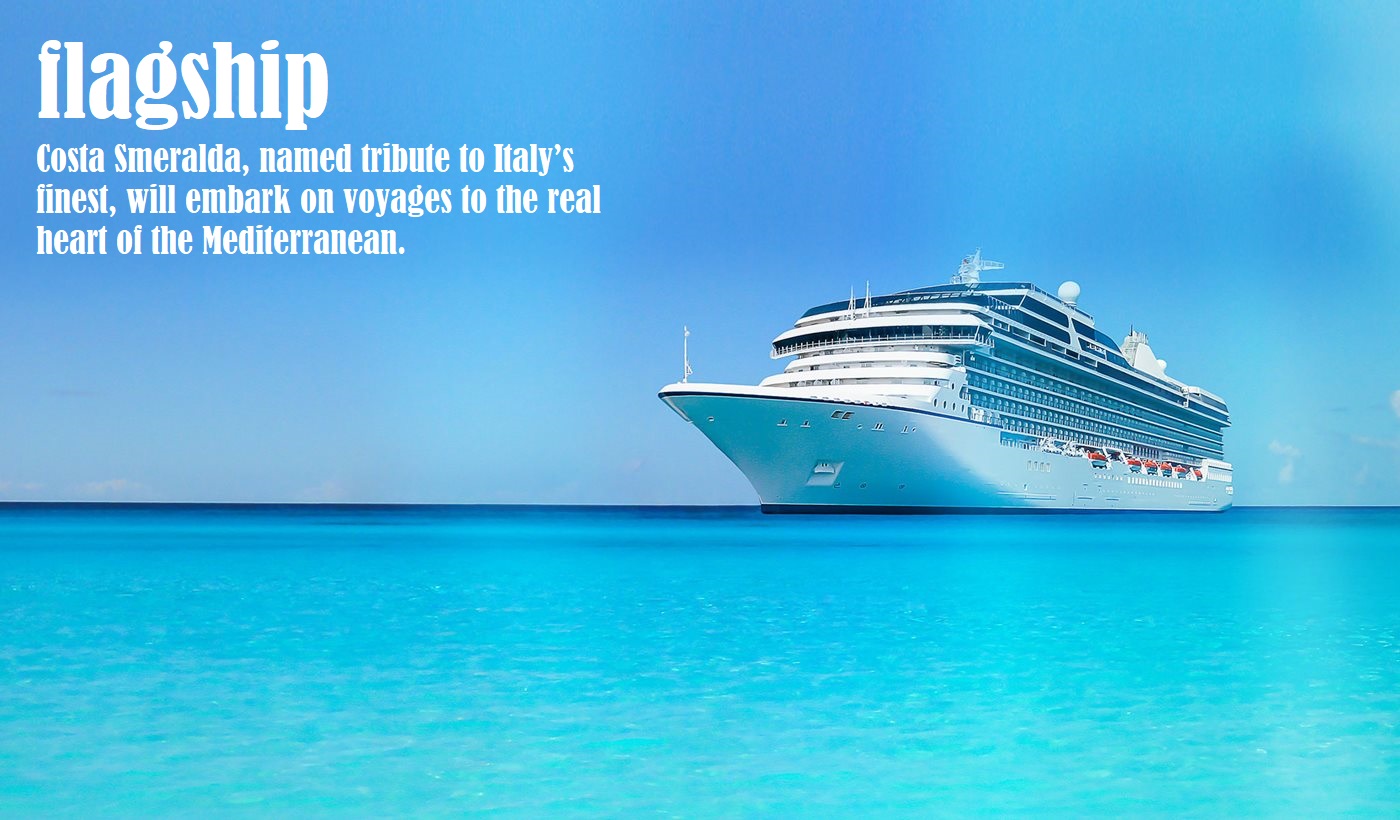 flagship
Costa Smeralda, named tribute to Italy’s
finest, will embark on voyages to the real
heart of the Mediterranean.